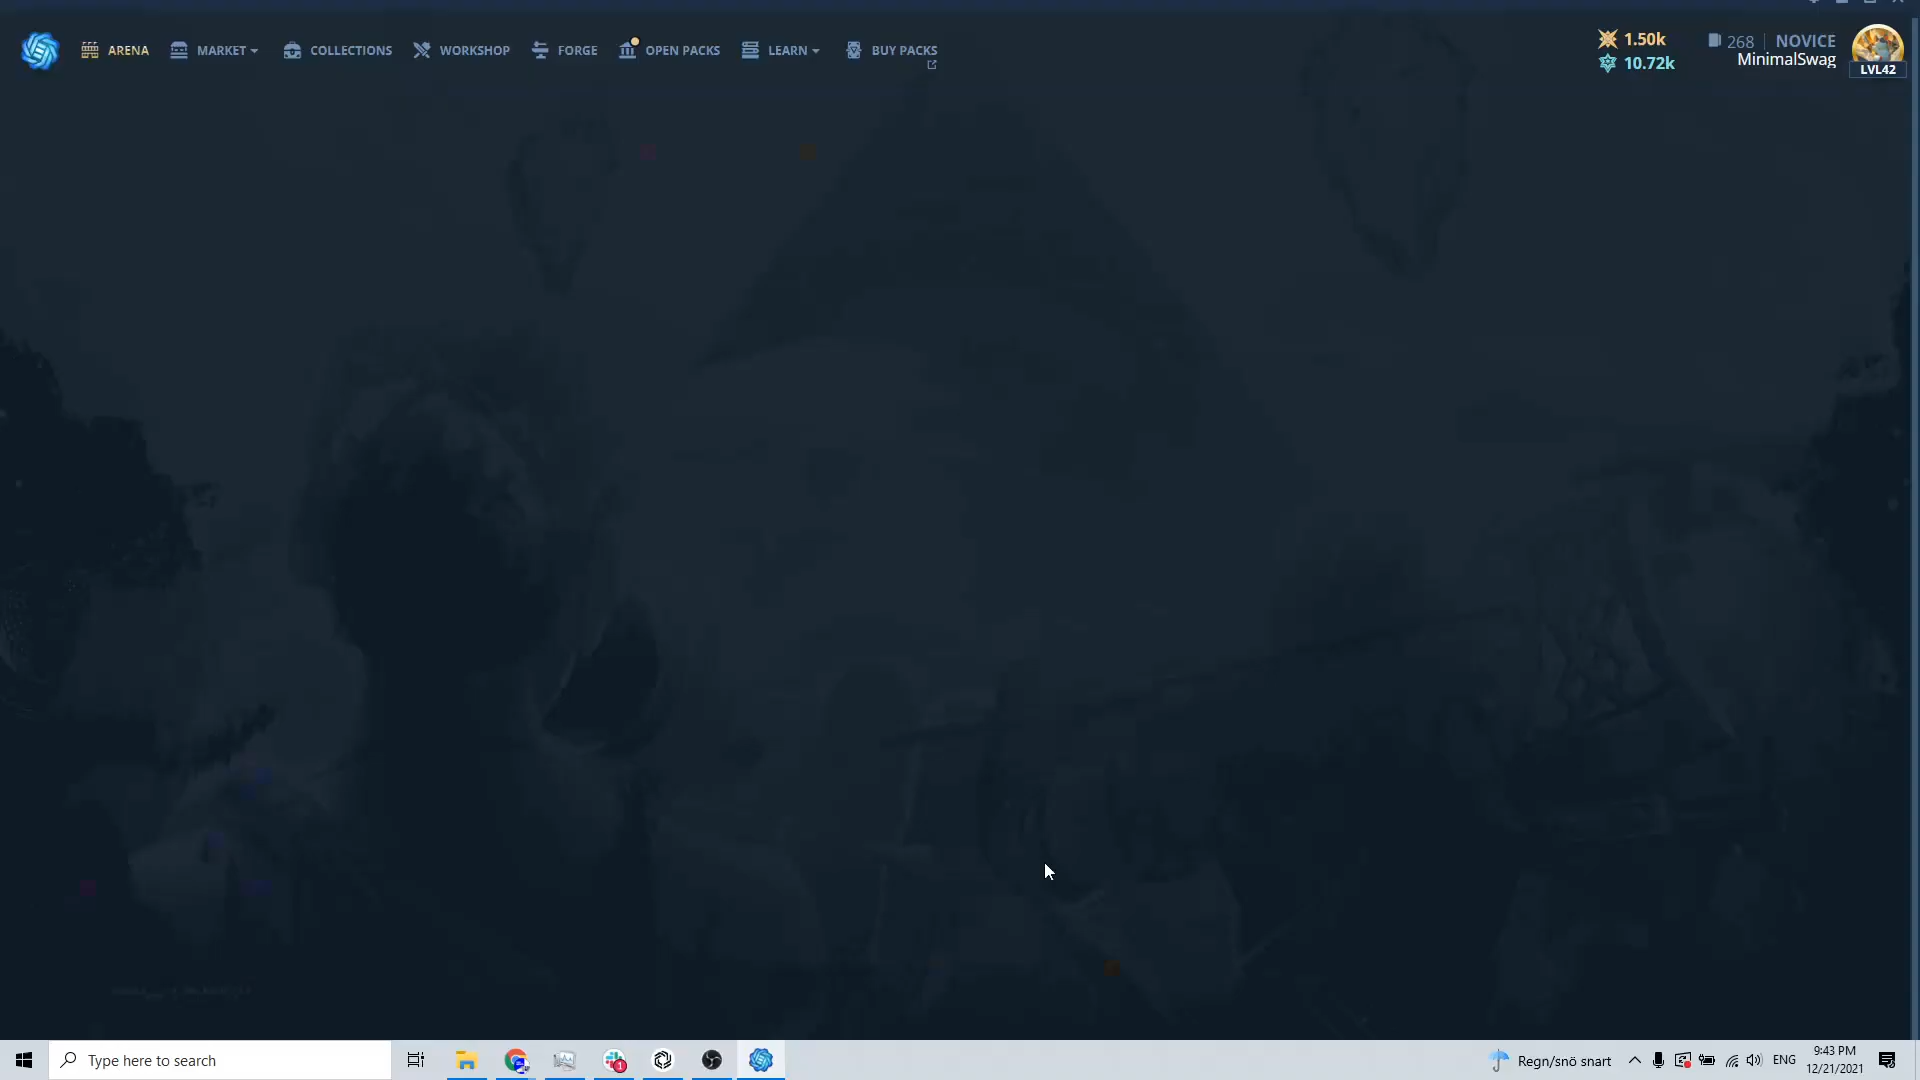 ARENA MARKET COLLECTIONS WORKSHOP FORGE OPEN PACKS LEARN BUY PACKS
1.50k 268 NOVICE
10.72k MinimalSwag
LVL42
Type here to search
Regn/snö snart
ENG
9:43 PM
12/21/2021
1